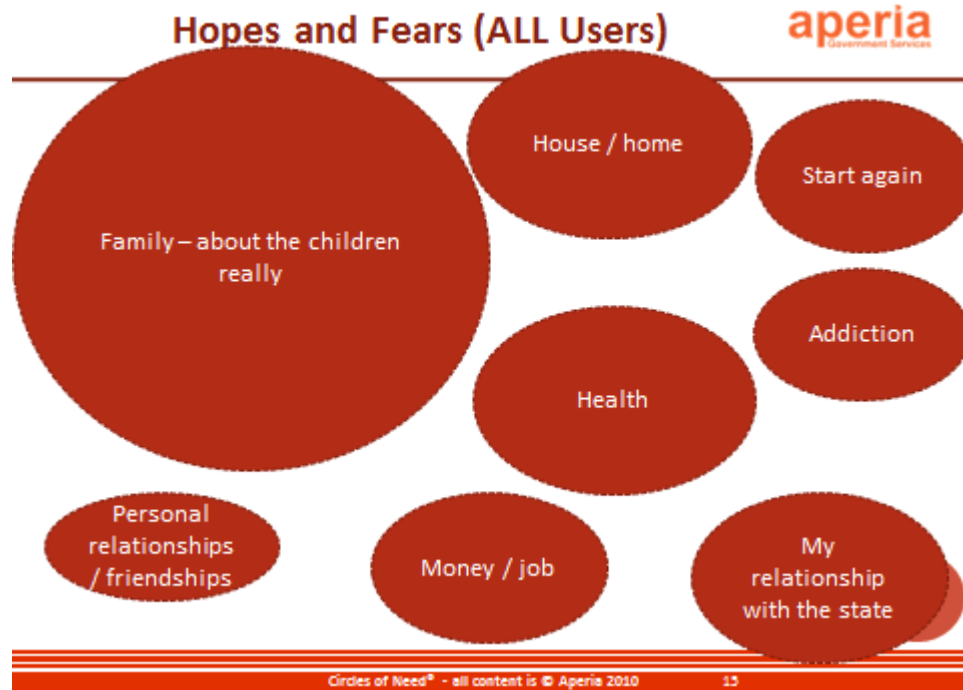 Hopes and Fears (ALL Users)
aperia
Government Services
House / home
Start again
Family – about the children
really
Addiction
Health
Personal
relationships
/ friendships
Money / job
My
relationship
with the state
Circles of Need® - all content is © Aperia 2010
13